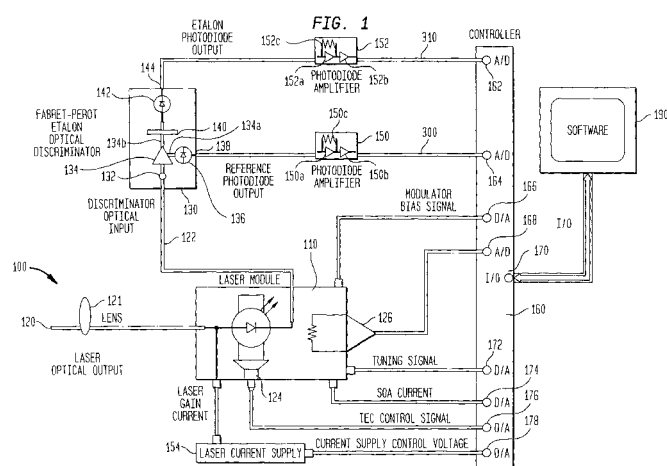 FIG. 1
ETALON
PHOTODIODE
OUTPUT
152c
152
310
CONTROLLER
144
152a
152b
PHOTODIODE
AMPLIFIER
A/D
162
142
FABRET-PEROT
ETALON
OPTICAL
DISCRIMINATOR
134b
140
134a
138
150c
150
300
190
SOFTWARE
134
132
REFERENCE
PHOTODIODE
OUTPUT
150a
150b
PHOTODIODE
AMPLIFIER
A/D
164
136
130
DISCRIMINATOR
OPTICAL
INPUT
MODULATOR
BIAS SIGNAL
166
D/A
168
A/D
I/O
122
170
I/O
100
110
LASER MODULE
121
LENS
120
126
160
LASER
OPTICAL OUTPUT
124
TUNING SIGNAL
172
D/A
LASER
GAIN
CURRENT
SOA CURRENT
174
D/A
TEC CONTROL SIGNAL
176
D/A
154
LASER CURRENT SUPPLY
CURRENT SUPPLY CONTROL VOLTAGE
178
D/A